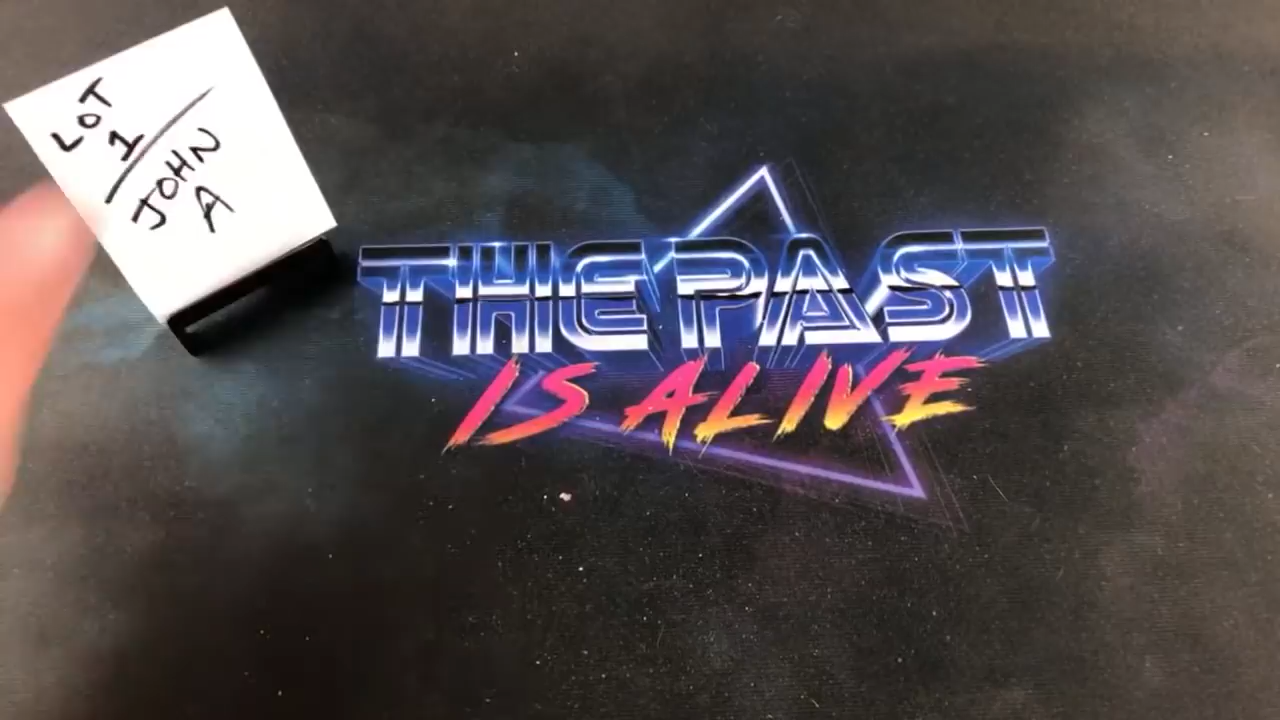 LOT
1
JOHN
A
THE PAST
IS ALIVE